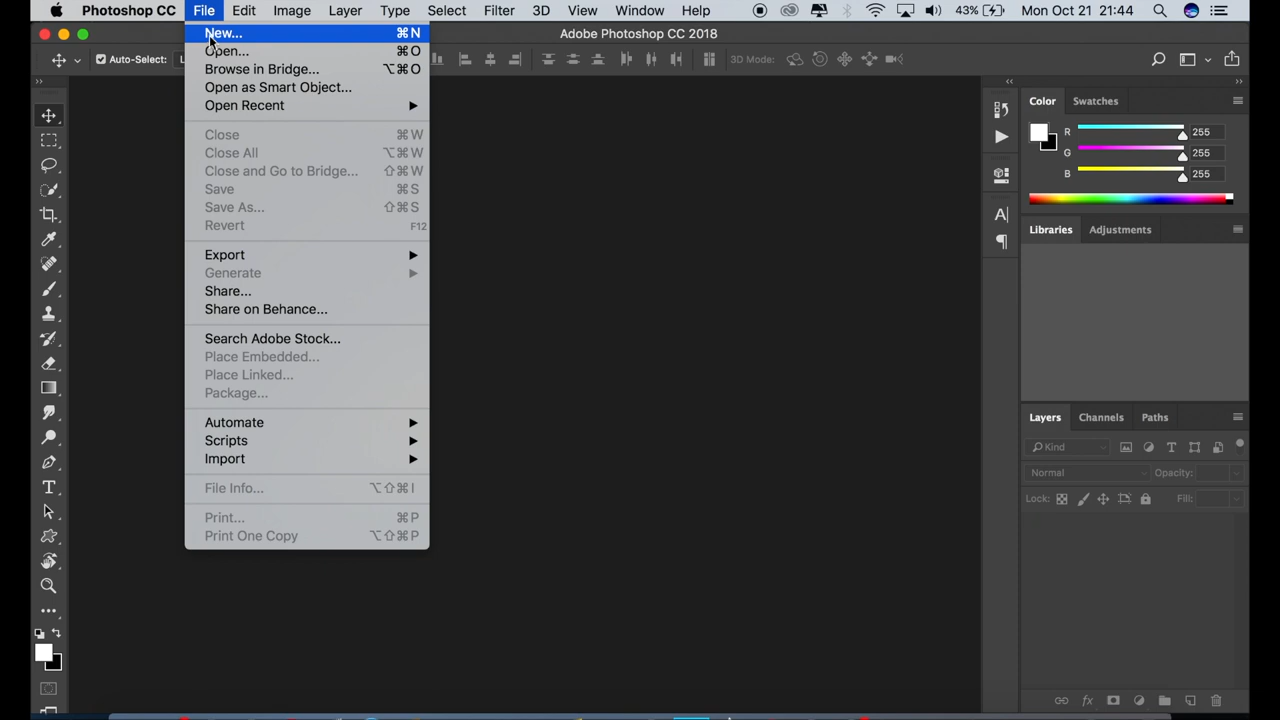 Photoshop CC File Edit Image Layer Type Select Filter 3D View Window Help 43% Mon Oct 21 21:44
Adobe Photoshop CC 2018
Auto-Select:
3D Mode:
New... ⌘N
Open... ⌘O
Browse in Bridge... ⌥⌘O
Open as Smart Object...
Open Recent
Close ⌘W
Close All ⌥⌘W
Close and Go to Bridge... ⇧⌘W
Save ⌘S
Save As... ⇧⌘S
Revert F12
Export
Generate
Share...
Share on Behance...
Search Adobe Stock...
Place Embedded...
Place Linked...
Package...
Automate
Scripts
Import
File Info... ⌥⇧⌘I
Print... ⌘P
Print One Copy ⌥⇧⌘P
Color Swatches
R 255
G 255
B 255
Libraries Adjustments
Layers Channels Paths
Kind
Normal Opacity:
Lock: Fill: